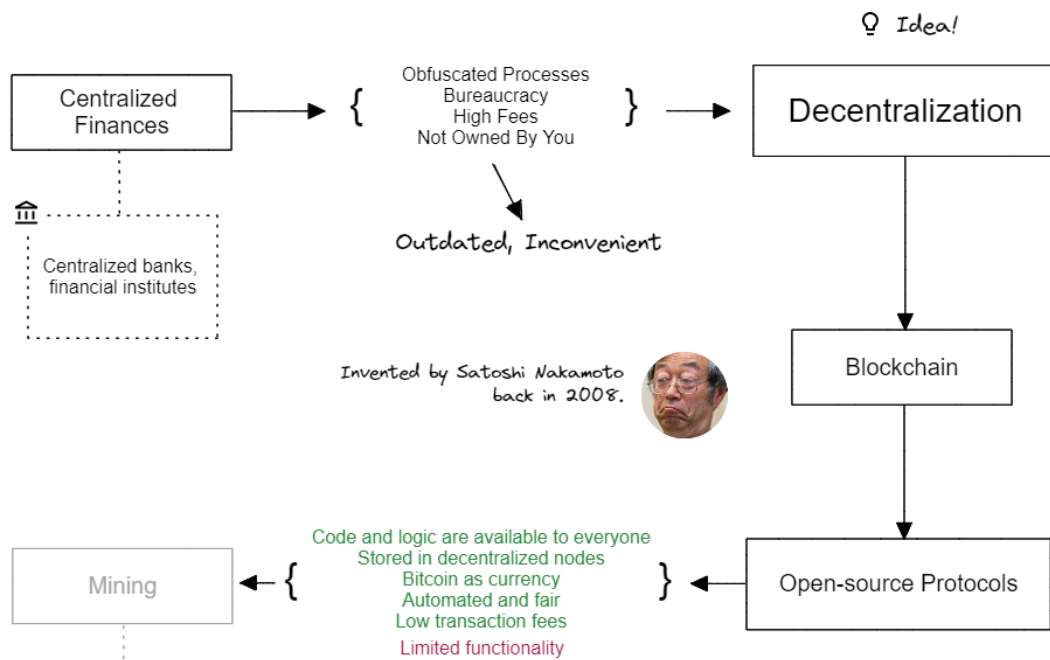 Idea!
Centralized
Finances
{
Obfuscated Processes
Bureaucracy
High Fees
Not Owned By You
}
Decentralization
Outdated, Inconvenient
Centralized banks,
financial institutes
Invented by Satoshi Nakamoto
back in 2008.
Blockchain
Open-source Protocols
{
Code and logic are available to everyone
Stored in decentralized nodes
Bitcoin as currency
Automated and fair
Low transaction fees
Limited functionality
}
Mining